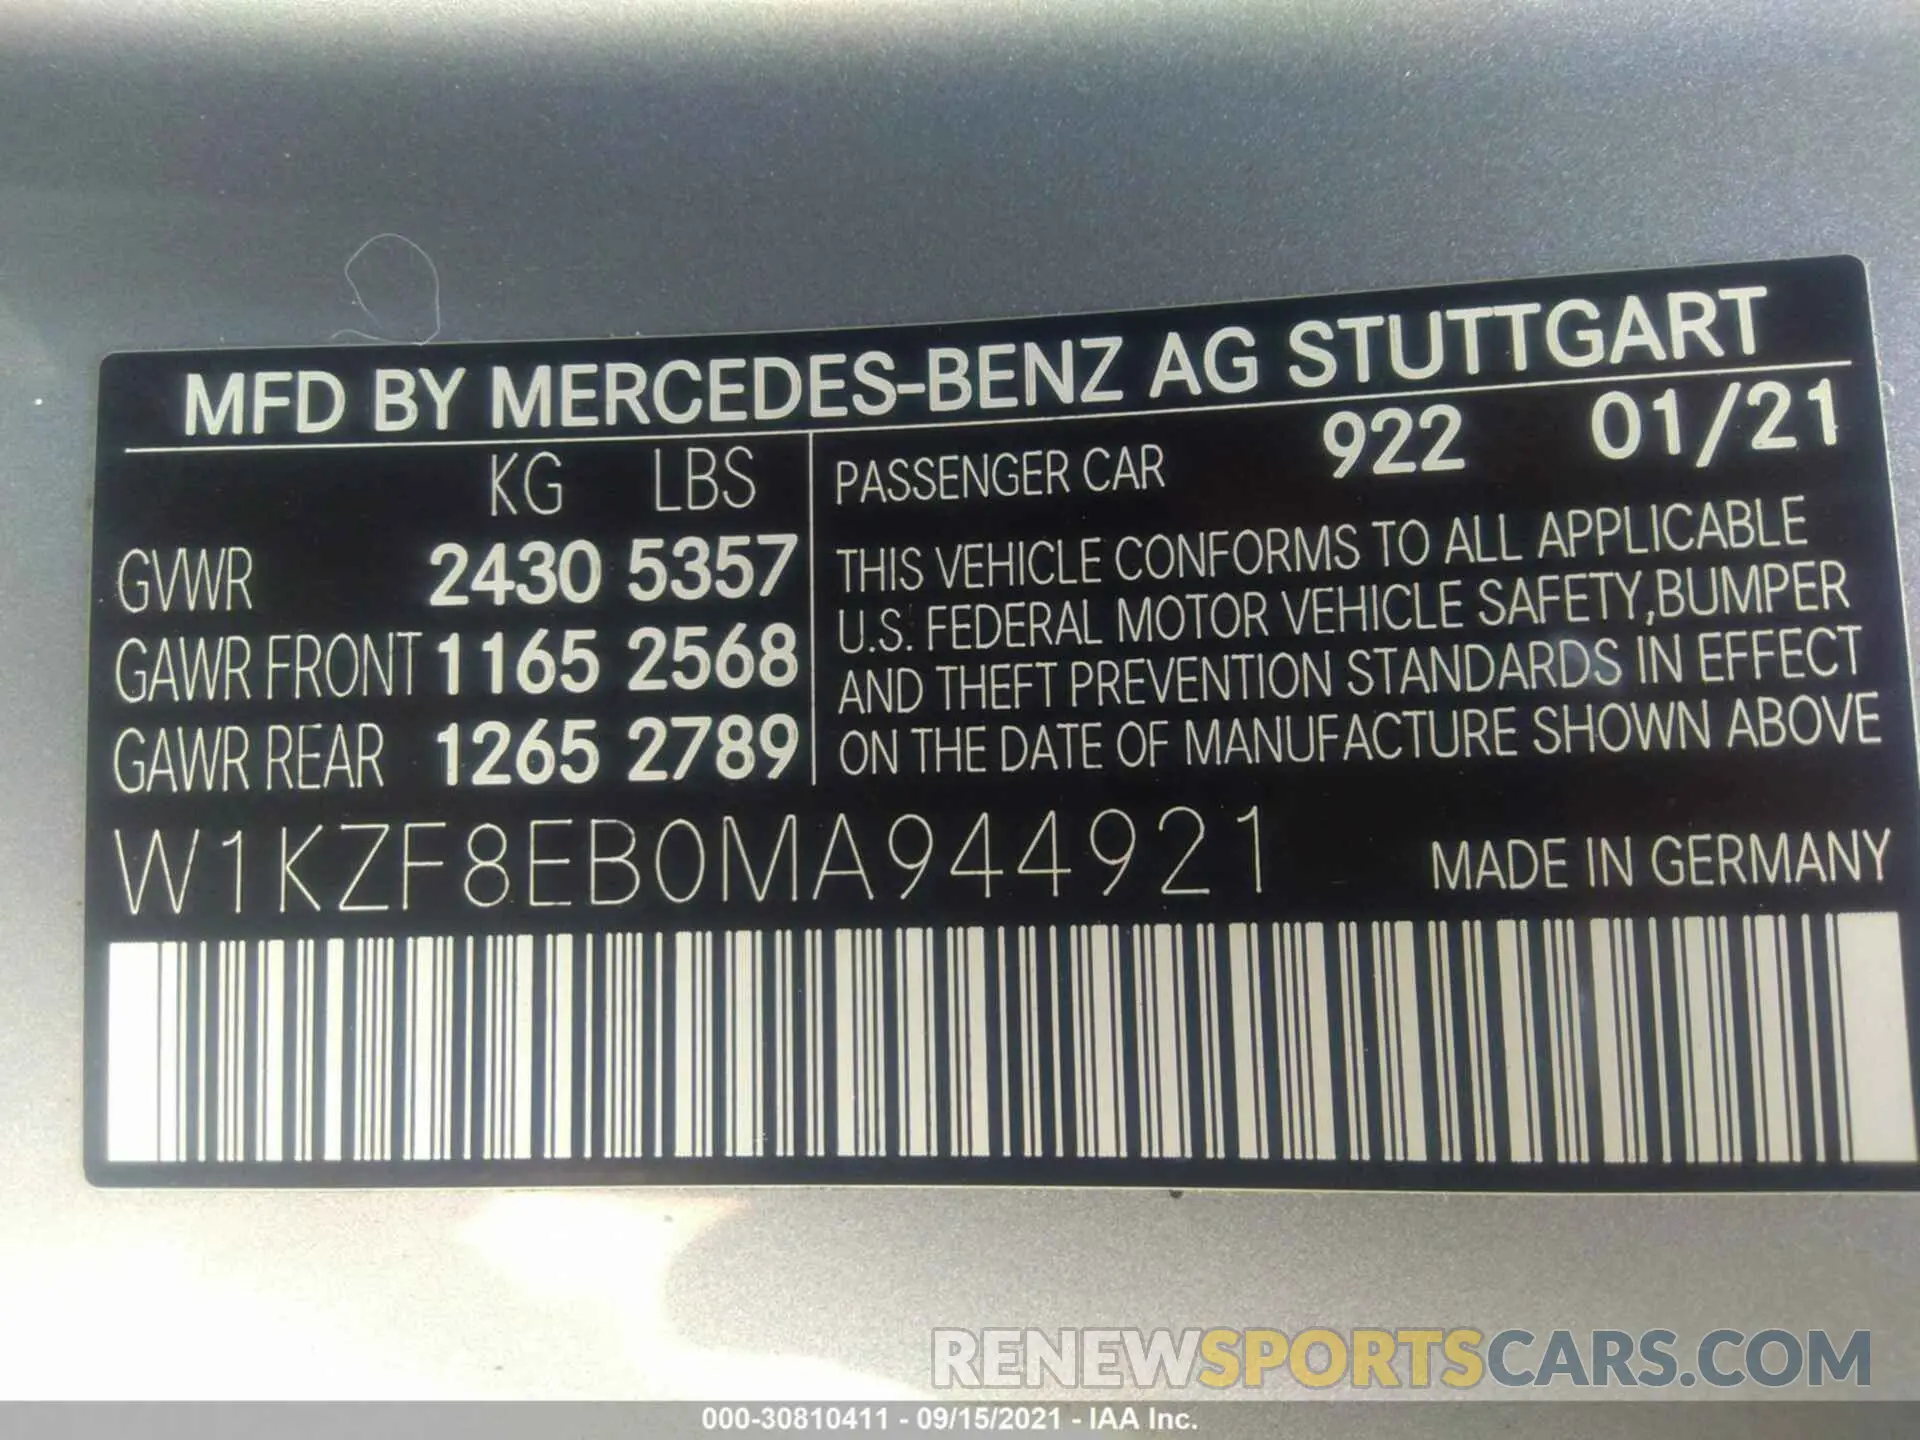 MFD BY MERCEDES-BENZ AG STUTTGART
KG LBS
GVWR 2430 5357
GAWR FRONT 1165 2568
GAWR REAR 1265 2789
PASSENGER CAR 922 01/21
THIS VEHICLE CONFORMS TO ALL APPLICABLE
U.S. FEDERAL MOTOR VEHICLE SAFETY,BUMPER
AND THEFT PREVENTION STANDARDS IN EFFECT
ON THE DATE OF MANUFACTURE SHOWN ABOVE
W1KZF8EB0MA944921
MADE IN GERMANY
RENEWSPORTSCARS.COM
000-30810411 - 09/15/2021 - IAA Inc.